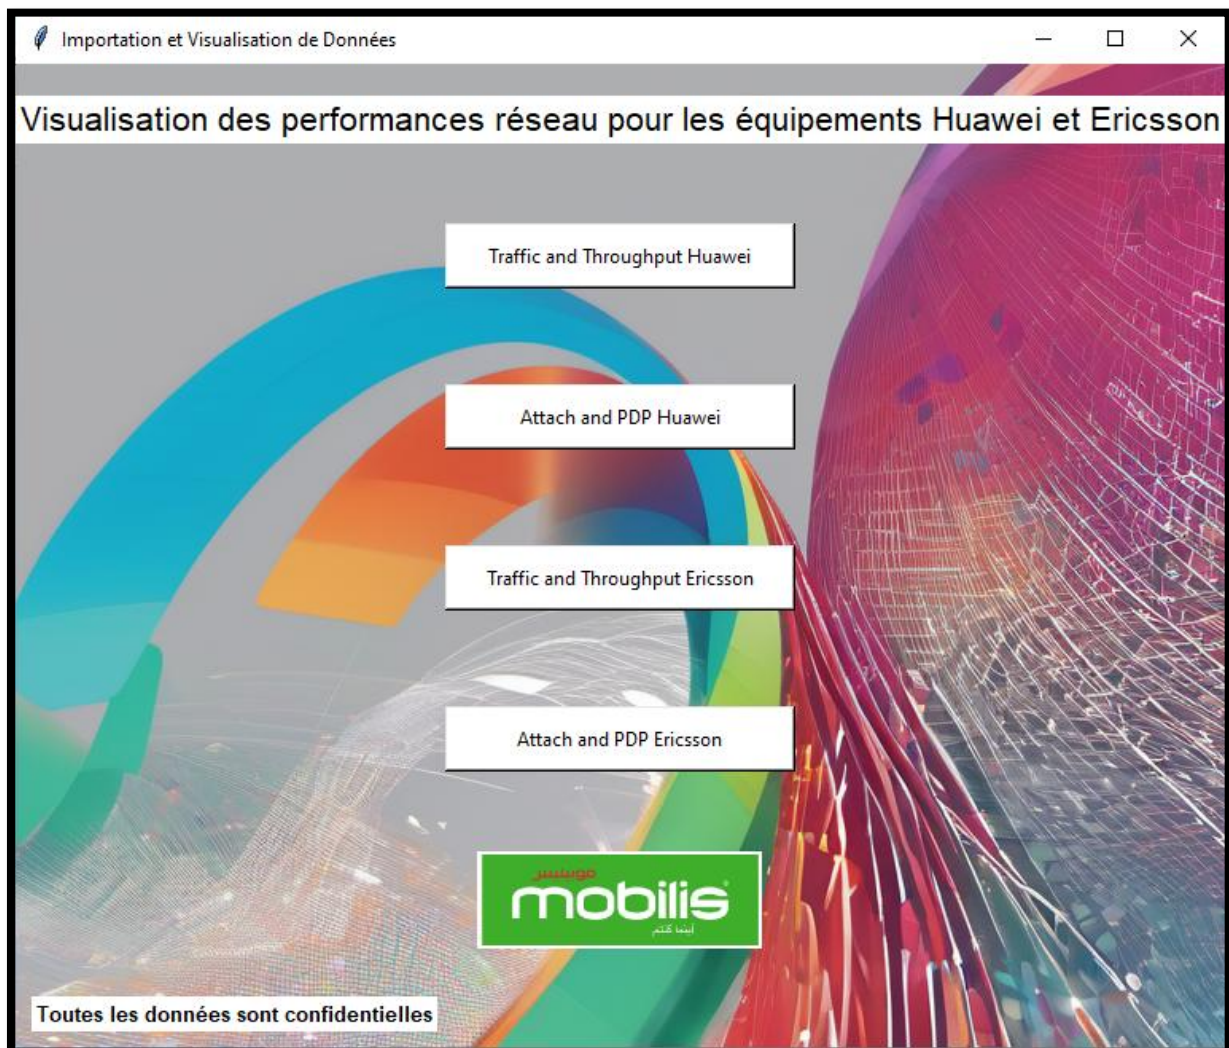 Importation et Visualisation de Données
Visualisation des performances réseau pour les équipements Huawei et Ericsson
Traffic and Throughput Huawei
Attach and PDP Huawei
Traffic and Throughput Ericsson
Attach and PDP Ericsson
موبيليس
mobilis
أينما كنتم
Toutes les données sont confidentielles